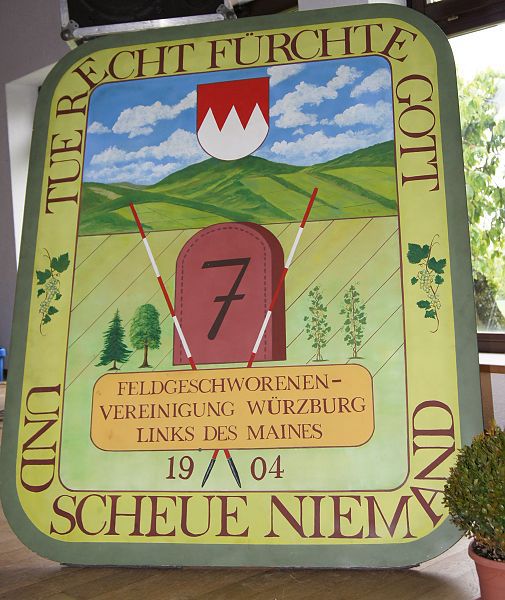 TUE RECHT FÜRCHTE GOTT
UND SCHEUE NIEMAND
7
FELDGESCHWORENEN-
VEREINIGUNG WÜRZBURG
LINKS DES MAINES
19 04